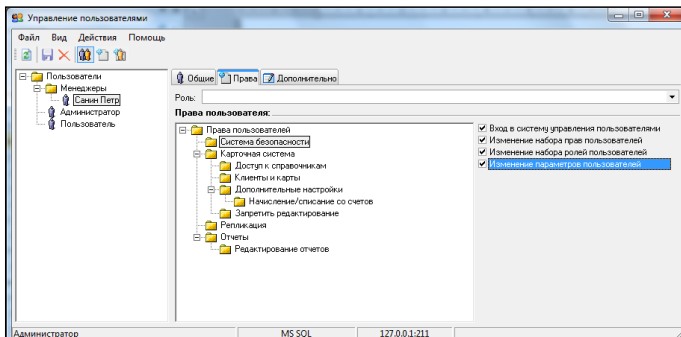 Управление пользователями
Файл Вид Действия Помощь
Пользователи
Менеджеры
Санин Петр
Администратор
Пользователь
Общие Права Дополнительно
Роль:
Права пользователя:
Права пользователей
Система безопасности
Карточная система
Доступ к справочникам
Клиенты и карты
Дополнительные настройки
Начисление/списание со счетов
Запретить редактирование
Репликация
Отчеты
Редактирование отчетов
Вход в систему управления пользователями
Изменение набора прав пользователей
Изменение набора ролей пользователей
Изменение параметров пользователей
Администратор MS SQL 127.0.0.1:211